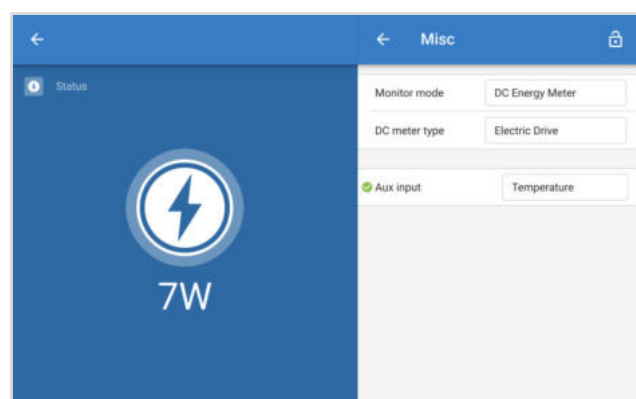 Status
7W
Misc
Monitor mode DC Energy Meter
DC meter type Electric Drive
Aux input Temperature